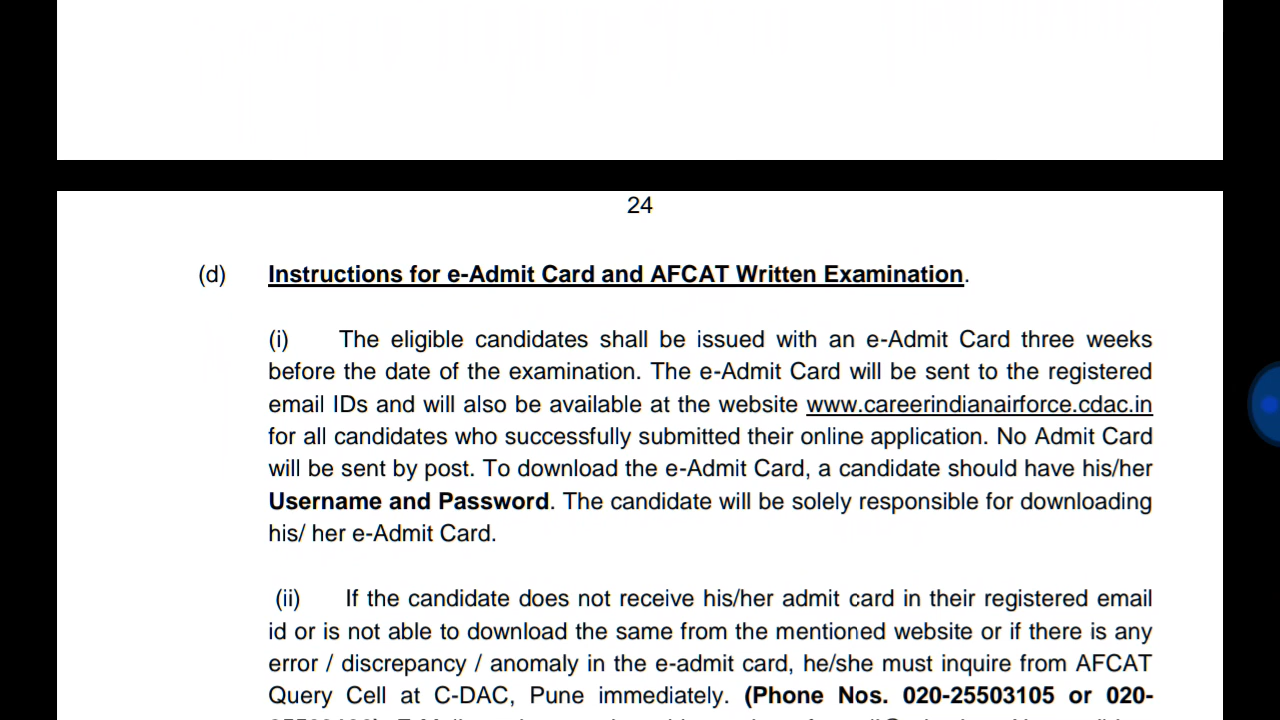 24
(d) Instructions for e-Admit Card and AFCAT Written Examination.
(i) The eligible candidates shall be issued with an e-Admit Card three weeks
before the date of the examination. The e-Admit Card will be sent to the registered
email IDs and will also be available at the website www.careerindianairforce.cdac.in
for all candidates who successfully submitted their online application. No Admit Card
will be sent by post. To download the e-Admit Card, a candidate should have his/her
Username and Password. The candidate will be solely responsible for downloading
his/ her e-Admit Card.
(ii) If the candidate does not receive his/her admit card in their registered email
id or is not able to download the same from the mentioned website or if there is any
error / discrepancy / anomaly in the e-admit card, he/she must inquire from AFCAT
Query Cell at C-DAC, Pune immediately. (Phone Nos. 020-25503105 or 020-